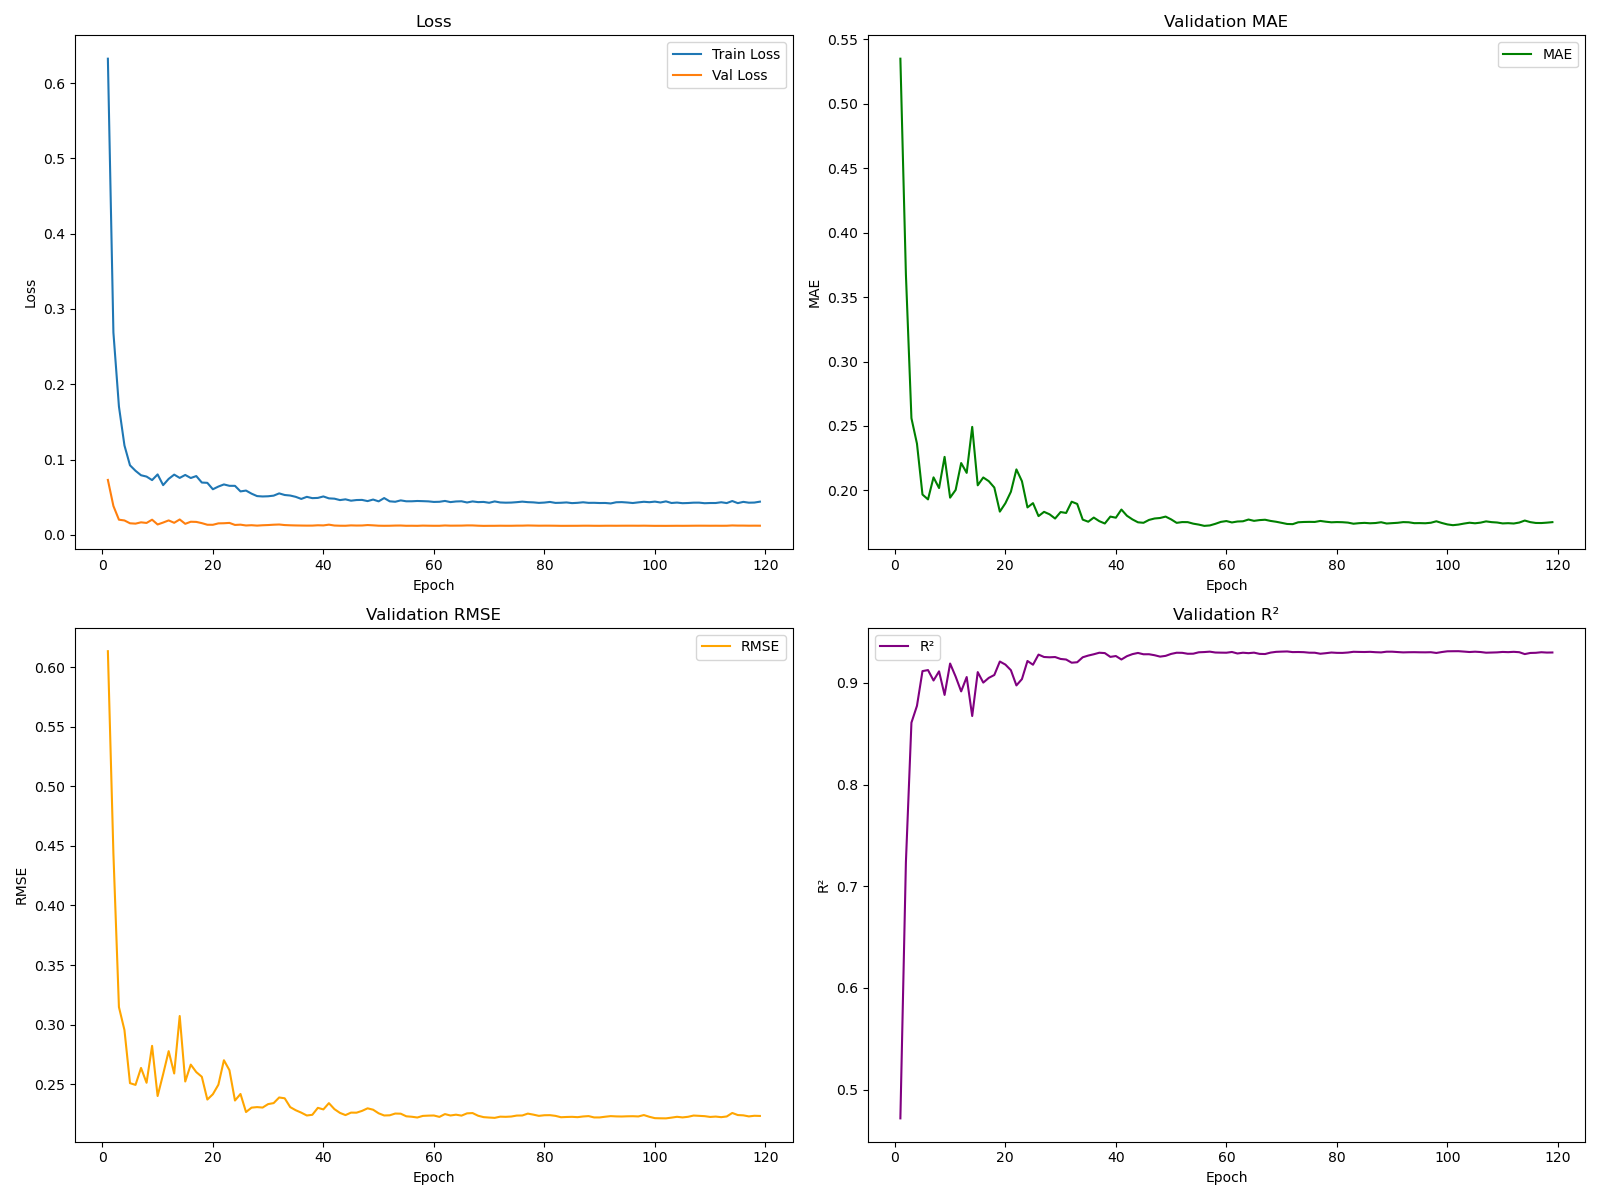 Loss
Train Loss
Val Loss
0.6
0.5
0.4
0.3
0.2
0.1
0.0
Loss
0 20 40 60 80 100 120
Epoch
Validation MAE
MAE
0.55
0.50
0.45
0.40
0.35
0.30
0.25
0.20
MAE
0 20 40 60 80 100 120
Epoch
Validation RMSE
RMSE
0.60
0.55
0.50
0.45
0.40
0.35
0.30
0.25
RMSE
0 20 40 60 80 100 120
Epoch
Validation R²
R²
0.9
0.8
0.7
0.6
0.5
R²
0 20 40 60 80 100 120
Epoch